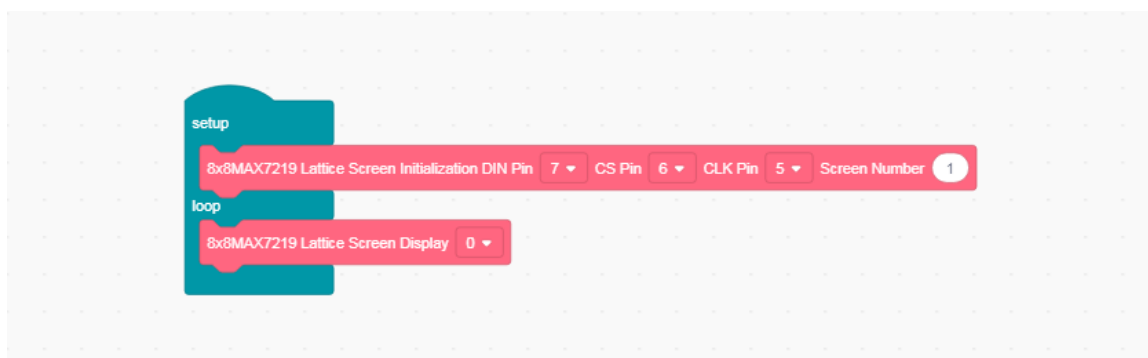 setup
8x8MAX7219 Lattice Screen Initialization DIN Pin 7 CS Pin 6 CLK Pin 5 Screen Number 1
loop
8x8MAX7219 Lattice Screen Display 0